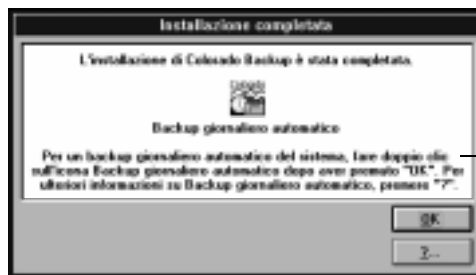 Installazione completata
L'installazione di Colorado Backup è stata completata.
Colorado
Backup giornaliero automatico
Per un backup giornaliero automatico del sistema, fare doppio clic
sull'icona Backup giornaliero automatico dopo aver premuto "OK". Per
ulteriori informazioni su Backup giornaliero automatico, premere "?".
OK
?...